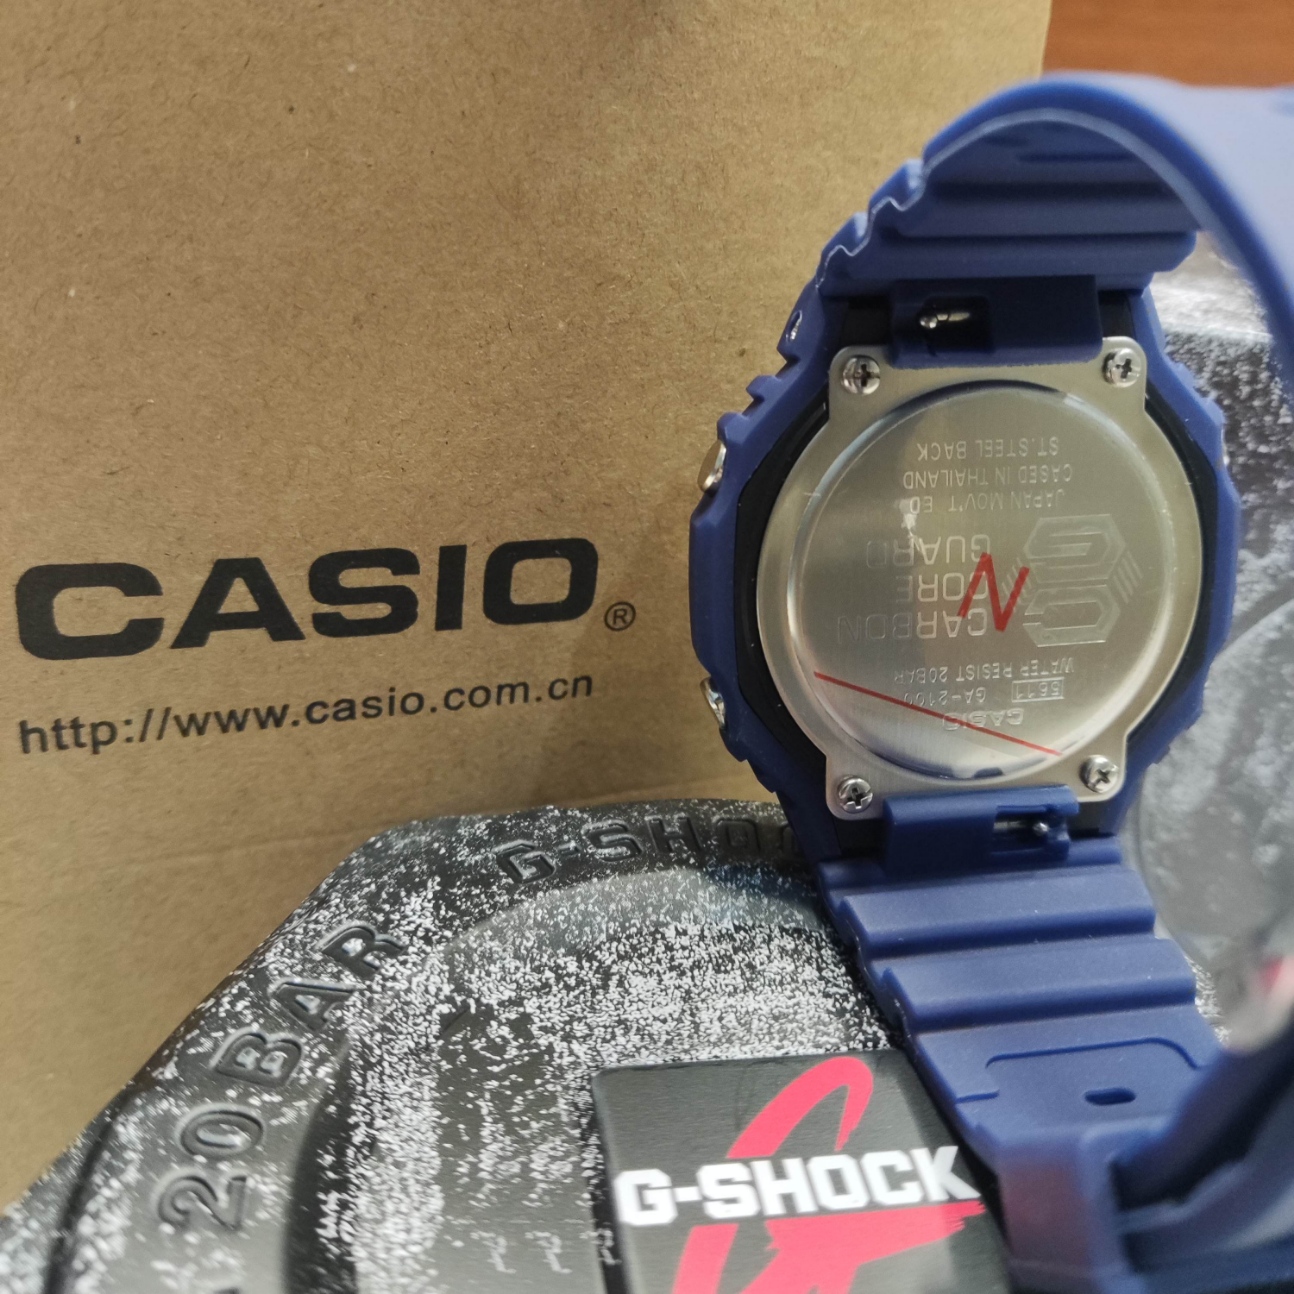 CASIO®
http://www.casio.com.cn
ST.STEEL BACK
CASED IN THAILAND
JAPAN MOV'T ED
CARBON
CORE
GUARD
WATER RESIST 20BAR
5611 GA-2100
CASIO
N
G-SHOCK
20BAR
G-SHOCK